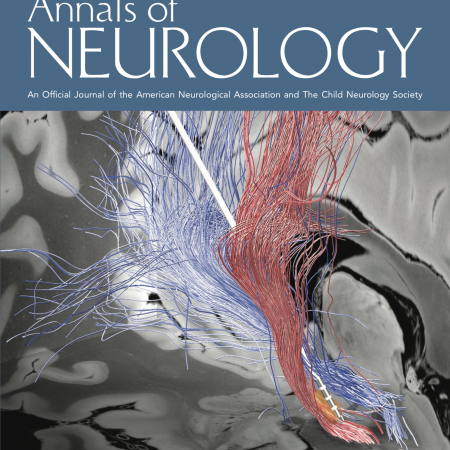 Annals of
NEUROLOGY
An Official Journal of the American Neurological Association and The Child Neurology Society